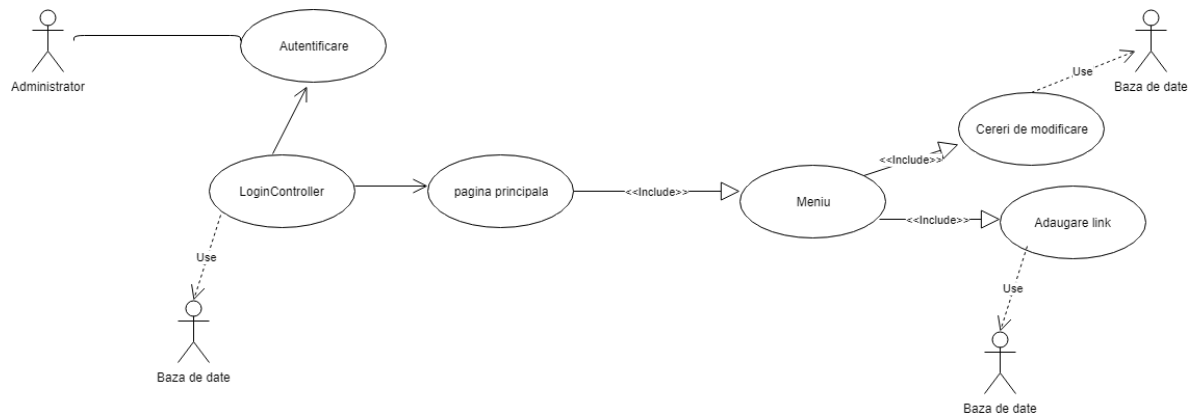 Administrator
Autentificare
LoginController
pagina principala
<<Include>>
Meniu
<<Include>>
Cereri de modificare
Use
Baza de date
<<Include>>
Adaugare link
Use
Baza de date
Use
Baza de date